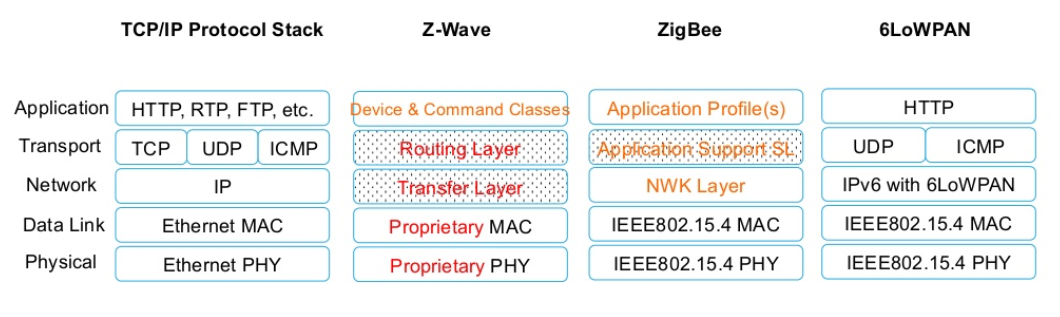 TCP/IP Protocol Stack Z-Wave ZigBee 6LoWPAN
Application HTTP, RTP, FTP, etc. Device & Command Classes Application Profile(s) HTTP
Transport TCP UDP ICMP Routing Layer Application Support SL UDP ICMP
Network IP Transfer Layer NWK Layer IPv6 with 6LoWPAN
Data Link Ethernet MAC Proprietary MAC IEEE802.15.4 MAC IEEE802.15.4 MAC
Physical Ethernet PHY Proprietary PHY IEEE802.15.4 PHY IEEE802.15.4 PHY